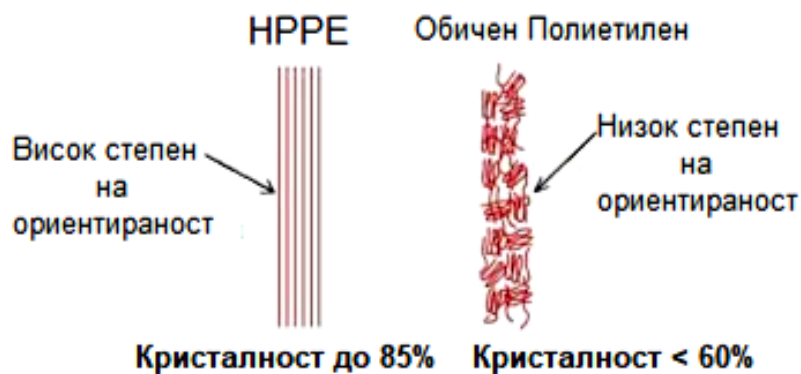 HPPE
Обичен Полиетилен
Висок степен
на
ориентираност
Низок степен
на
ориентираност
Кристалност до 85%
Кристалност < 60%